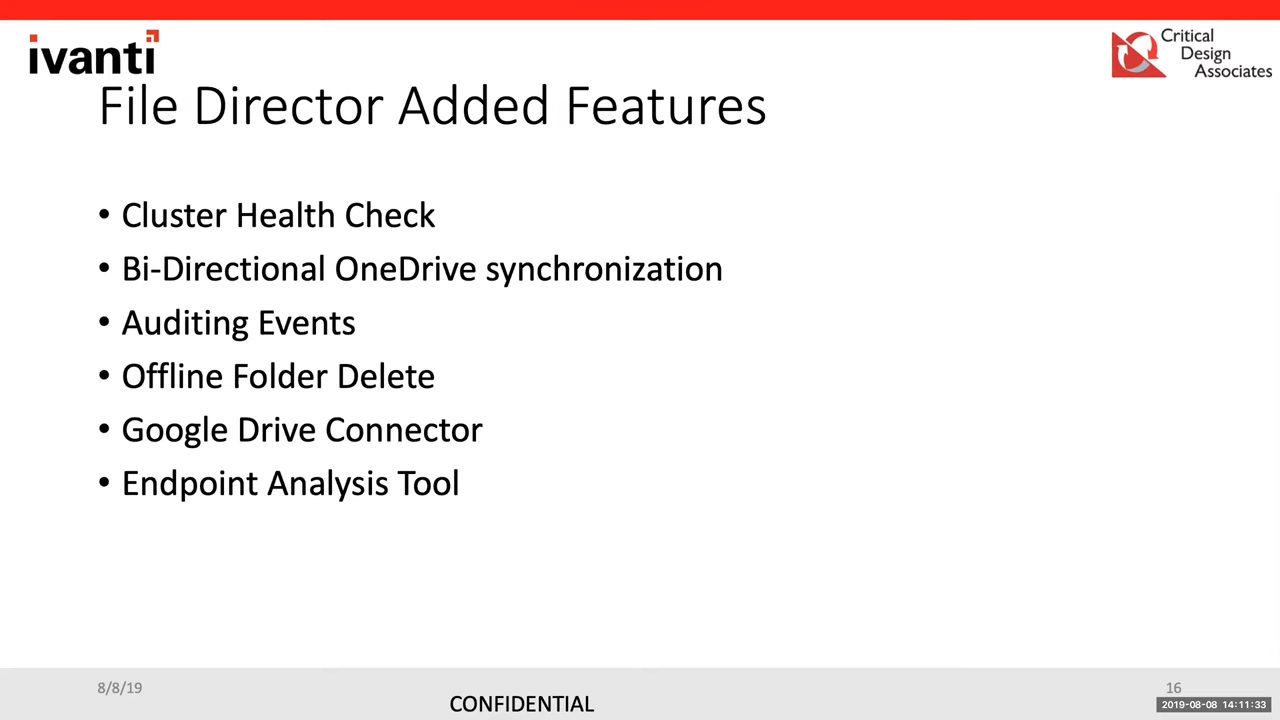 ivanti
Critical
Design
Associates
File Director Added Features
• Cluster Health Check
• Bi-Directional OneDrive synchronization
• Auditing Events
• Offline Folder Delete
• Google Drive Connector
• Endpoint Analysis Tool
8/8/19
CONFIDENTIAL
16
2019-08-08 14:11:33